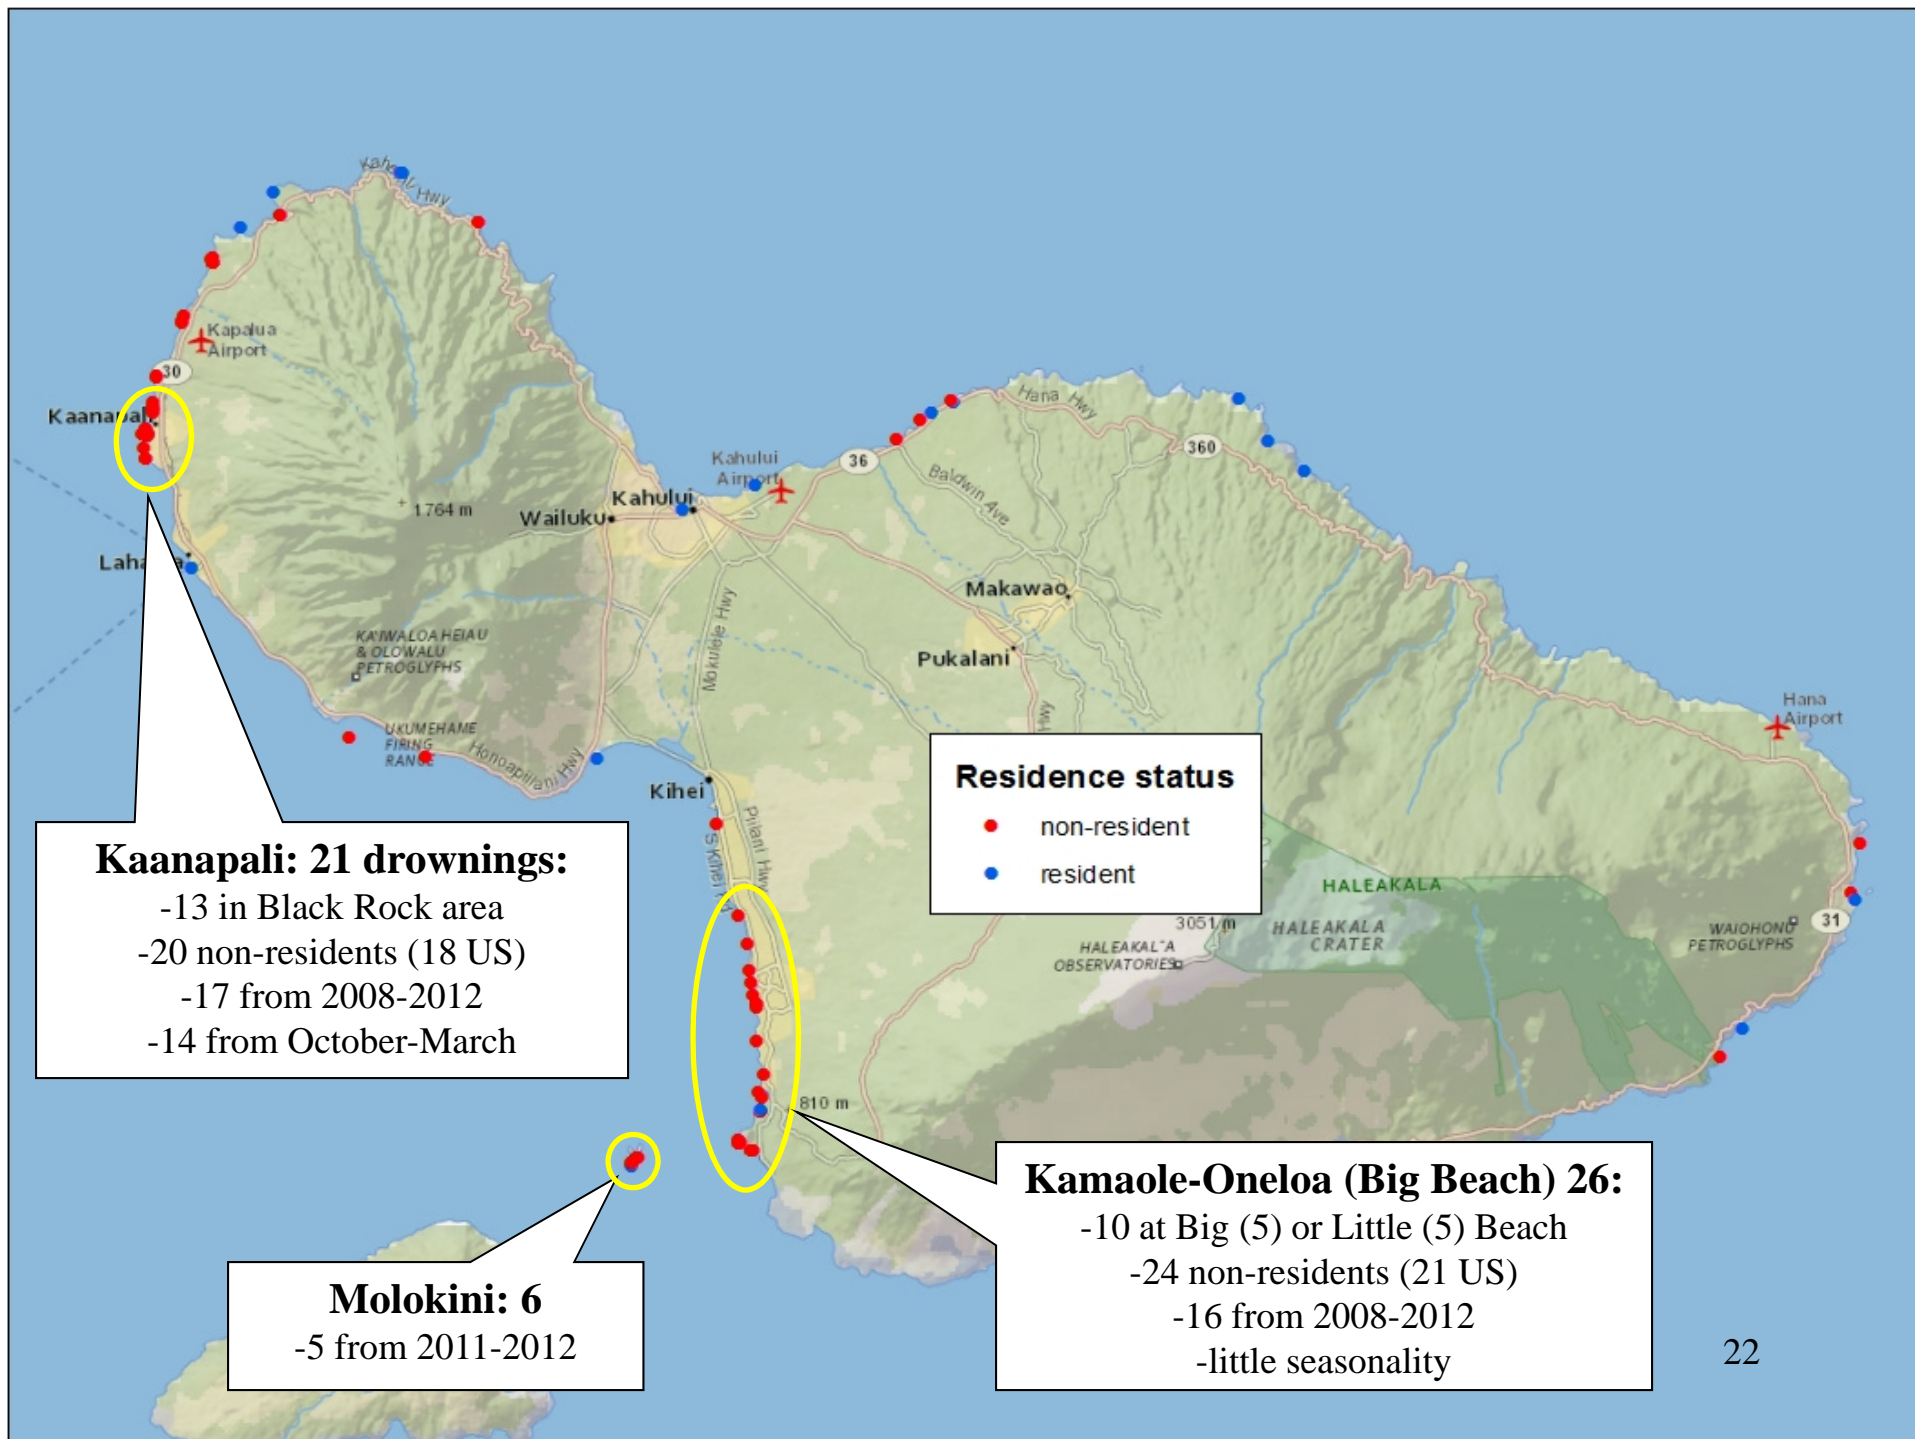 Kahekili Hwy
Kapalua
Airport
30
Kaanapali
Kahului
Airport
36
Hana Hwy
360
Baldwin Ave
1764 m
Kahului
Wailuku
Makawao
Pukalani
Mokulele Hwy
KA'IWALOA HEIAU
& OLOWALU
PETROGLYPHS
UKUMEHAME
FIRING
RANGE
Honoapiilani Hwy
Kihei
S Kihei Rd
Piilani Hwy
Hwy
Hana
Airport
Residence status
non-resident
resident
HALEAKALA
3051 m
HALEAKALA
CRATER
HALEAKAL¯A
OBSERVATORIES
WAIOHONU
PETROGLYPHS
31
810 m
Kaanapali: 21 drownings:
-13 in Black Rock area
-20 non-residents (18 US)
-17 from 2008-2012
-14 from October-March
Molokini: 6
-5 from 2011-2012
Kamaole-Oneloa (Big Beach) 26:
-10 at Big (5) or Little (5) Beach
-24 non-residents (21 US)
-16 from 2008-2012
-little seasonality
22